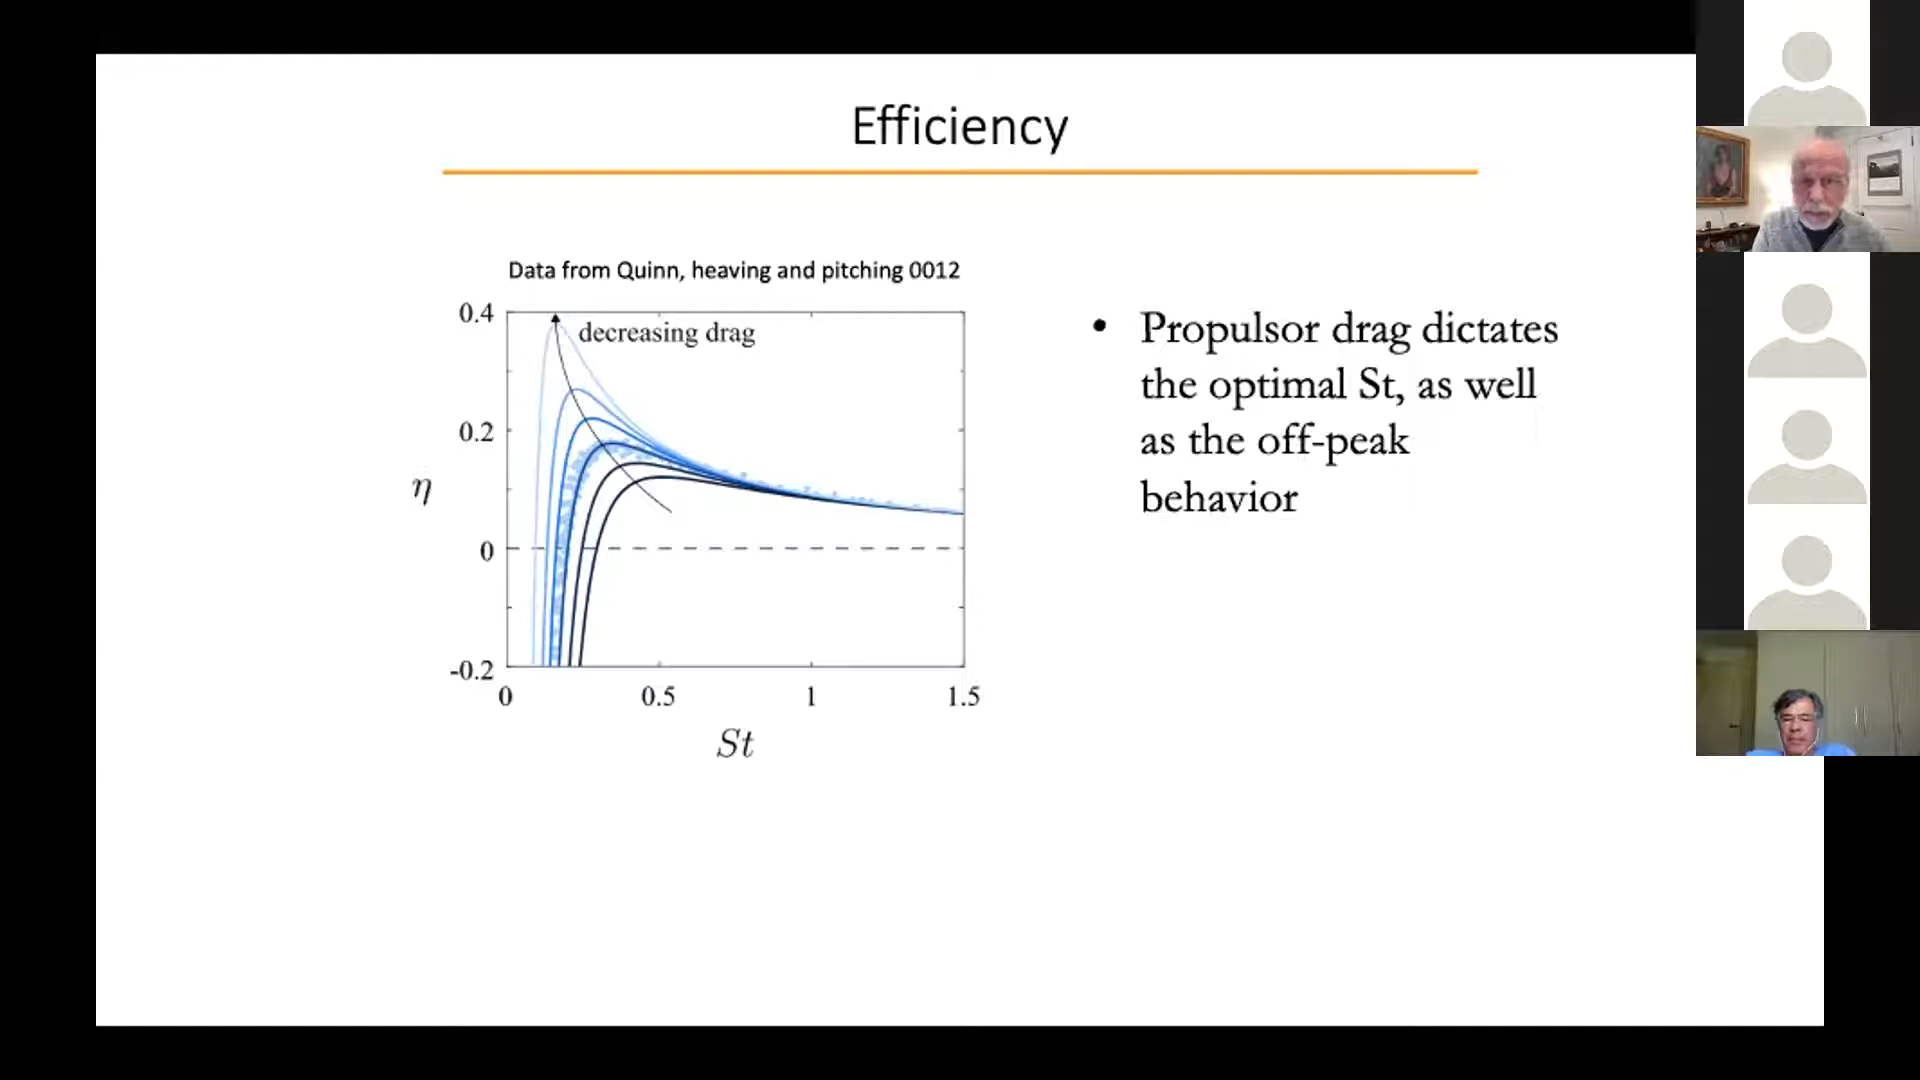 Efficiency
Data from Quinn, heaving and pitching 0012
0.4
decreasing drag
0.2
η
0
-0.2
0
0.5
1
1.5
St
• Propulsor drag dictates
the optimal St, as well
as the off-peak
behavior